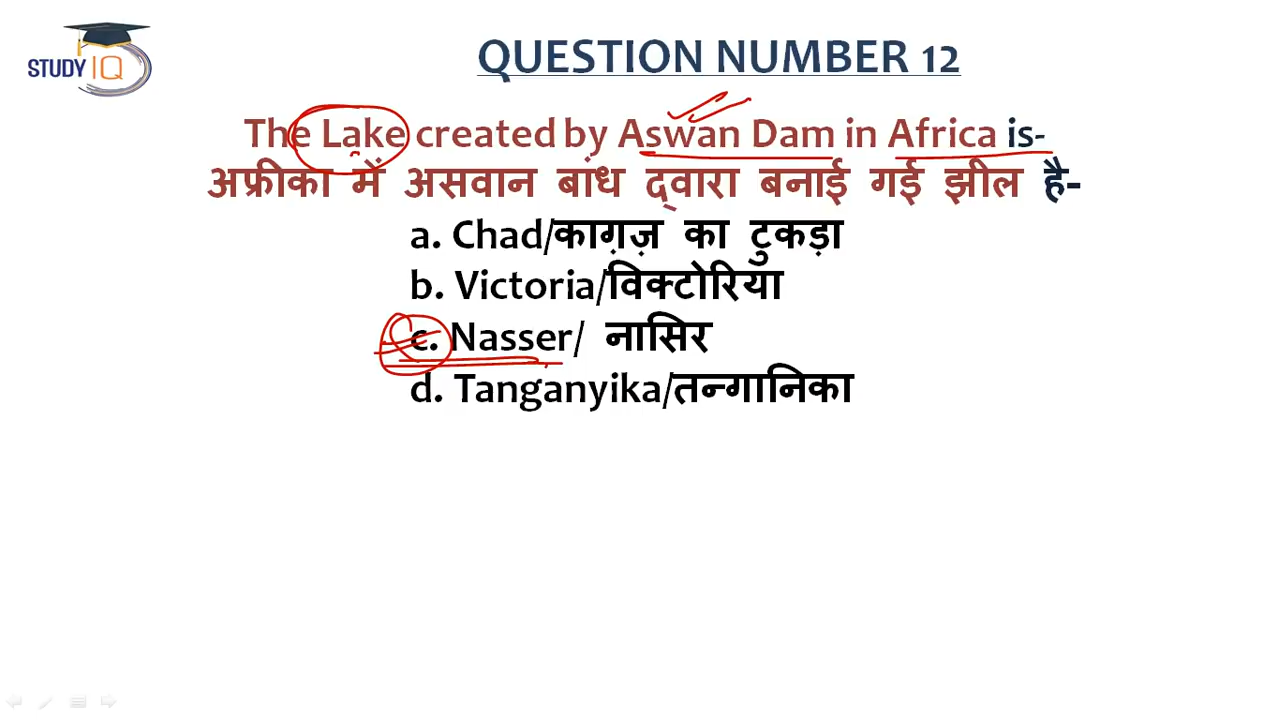 STUDY IQ
QUESTION NUMBER 12
The Lake created by Aswan Dam in Africa is-
अफ्रीका में असवान बांध द्वारा बनाई गई झील है-
a. Chad/काग़ज़ का टुकड़ा
b. Victoria/विक्टोरिया
c. Nasser/ नासिर
d. Tanganyika/तन्गानिका